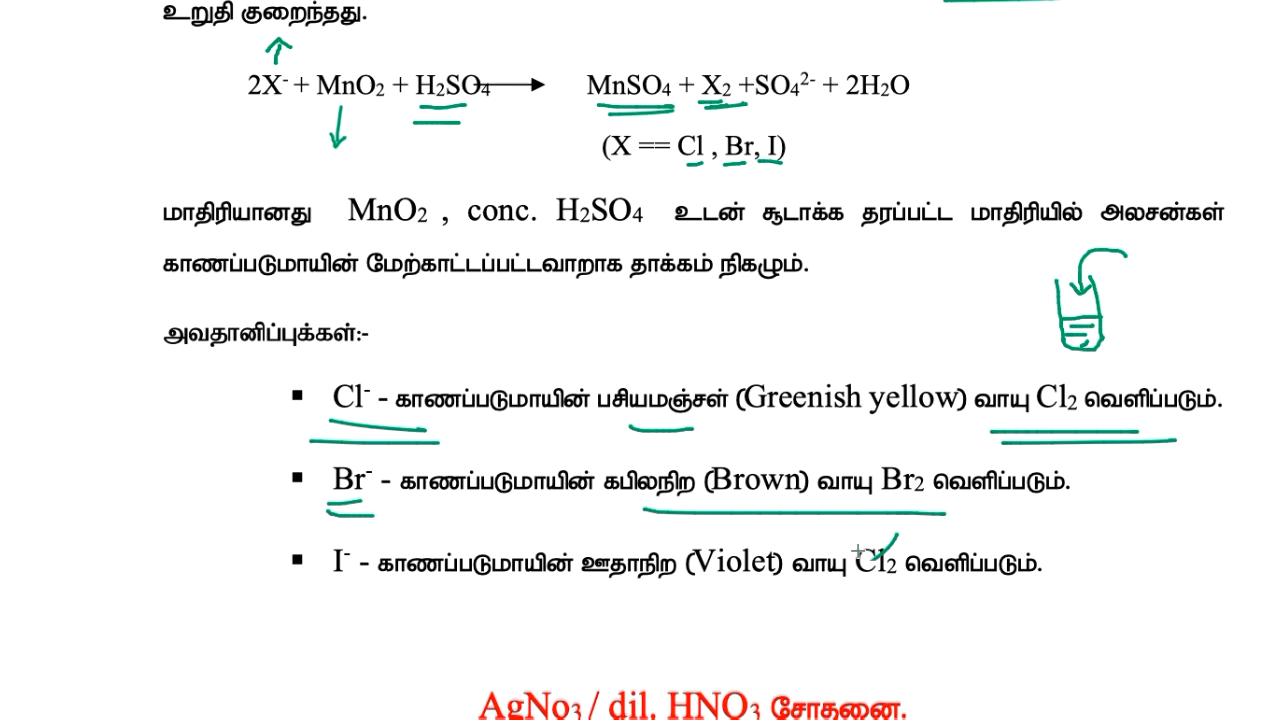 உறுதி குறைந்தது.
2X⁻ + MnO₂ + H₂SO₄ ⟶ MnSO₄ + X₂ +SO₄²⁻ + 2H₂O
(X == Cl , Br, I)
மாதிரியானது MnO₂ , conc. H₂SO₄ உடன் சூடாக்க தரப்பட்ட மாதிரியில் அலசன்கள்
காணப்படுமாயின் மேற்காட்டப்பட்டவாறாக தாக்கம் நிகழும்.
அவதானிப்புக்கள்:-
▪ Cl⁻ - காணப்படுமாயின் பசியமஞ்சள் (Greenish yellow) வாயு Cl₂ வெளிப்படும்.
▪ Br⁻ - காணப்படுமாயின் கபிலநிற (Brown) வாயு Br₂ வெளிப்படும்.
▪ I⁻ - காணப்படுமாயின் ஊதாநிற (Violet) வாயு Cl₂ வெளிப்படும்.
AgNo₃ / dil. HNO₃ சோதனை.